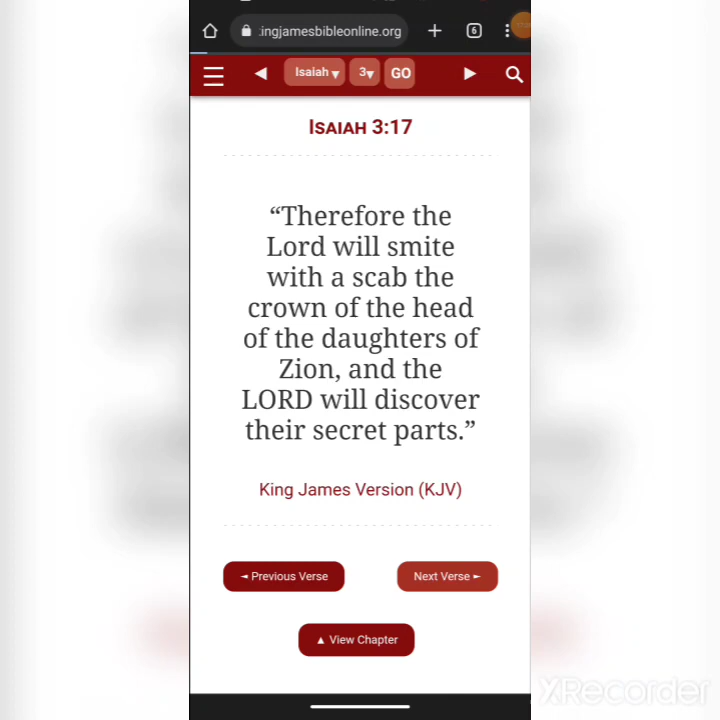 .ingjamesbibleonline.org
6
Isaiah 3 GO
ISAIAH 3:17
“Therefore the
Lord will smite
with a scab the
crown of the head
of the daughters of
Zion, and the
LORD will discover
their secret parts.”
King James Version (KJV)
◄ Previous Verse
Next Verse ►
▲ View Chapter
XRecorder